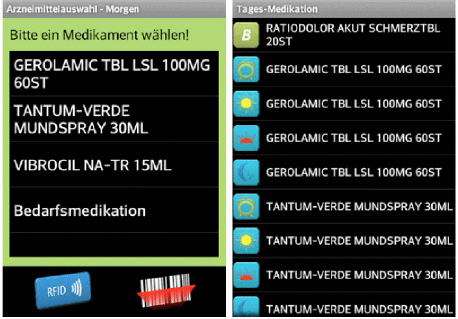 Arzneimittelauswahl - Morgen
Bitte ein Medikament wählen!
GEROLAMIC TBL LSL 100MG
60ST
TANTUM-VERDE
MUNDSPRAY 30ML
VIBROCIL NA-TR 15ML
Bedarfsmedikation
RFID
Tages-Medikation
B
RATIODOLOR AKUT SCHMERZTBL
20ST
GEROLAMIC TBL LSL 100MG 60ST
GEROLAMIC TBL LSL 100MG 60ST
GEROLAMIC TBL LSL 100MG 60ST
GEROLAMIC TBL LSL 100MG 60ST
TANTUM-VERDE MUNDSPRAY 30ML
TANTUM-VERDE MUNDSPRAY 30ML
TANTUM-VERDE MUNDSPRAY 30ML
TANTUM-VERDE MUNDSPRAY 30ML